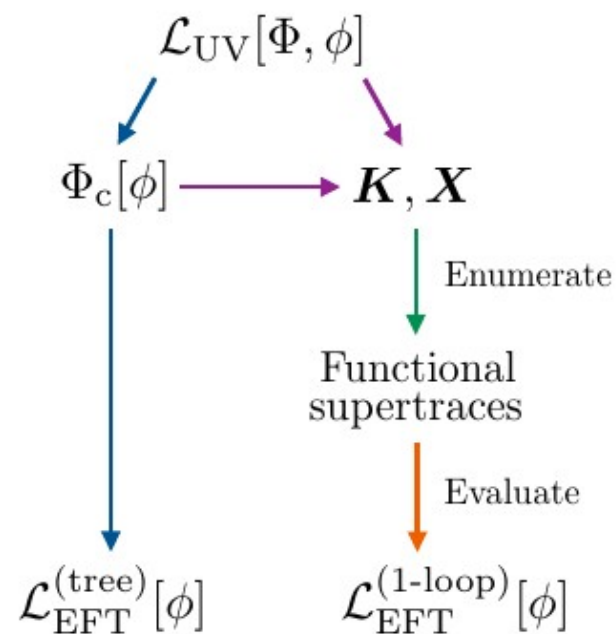 𝓛_UV[Φ, ϕ]
Φ_c[ϕ]
𝑲, 𝑿
Enumerate
Functional
supertraces
Evaluate
𝓛_EFT^(tree)[ϕ]
𝓛_EFT^(1-loop)[ϕ]